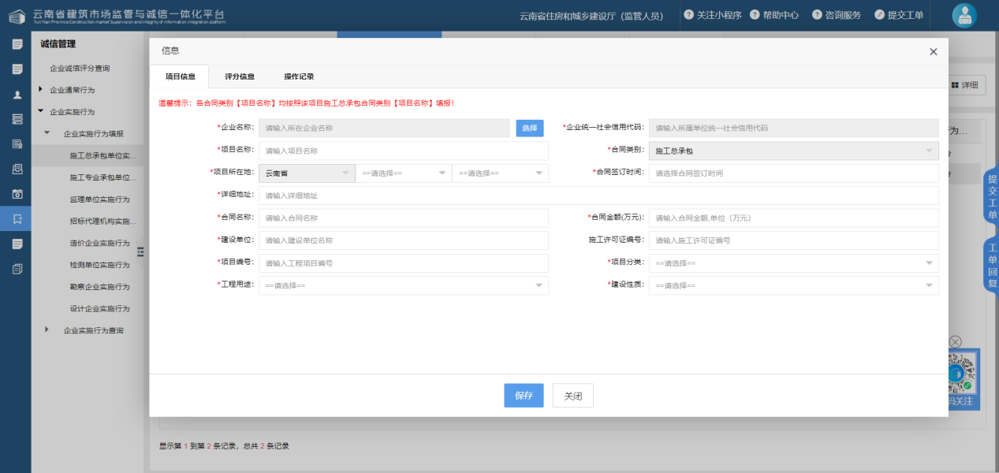 云南省建筑市场监管与诚信一体化平台
Yun Nan Province Construction market Supervision and integrity of information integration platform
云南省住房和城乡建设厅（监管人员）
关注小程序
帮助中心
咨询服务
提交工单
诚信管理
企业诚信评分查询
企业通常行为
企业实施行为
企业实施行为填报
施工总承包单位实...
施工专业承包单位...
监理单位实施行为
招标代理机构实施...
造价企业实施行为
检测单位实施行为
勘察企业实施行为
设计企业实施行为
企业实施行为查询
信息
项目信息 评分信息 操作记录
温馨提示：各合同类别【项目名称】均按照该项目施工总承包合同类别【项目名称】填报!
*企业名称: 请输入所在企业名称 选择 *企业统一社会信用代码: 请输入所属单位统一社会信用代码
*项目名称: 请输入项目名称 *合同类别: 施工总承包
*项目所在地: 云南省 ==请选择== ==请选择== *合同签订时间: 请选择合同签订时间
*详细地址: 请输入详细地址
*合同名称: 请输入合同名称 *合同金额(万元): 请输入合同金额,单位（万元）
*建设单位: 请输入建设单位名称 施工许可证编号: 请输入施工许可证编号
*项目编号: 请输入工程项目编号 *项目分类: ==请选择==
*工程用途: ==请选择== *建设性质: ==请选择==
保存 关闭
详细
为...
提交工单
工单回复
码关注
显示第 1 到第 2 条记录，总共 2 条记录